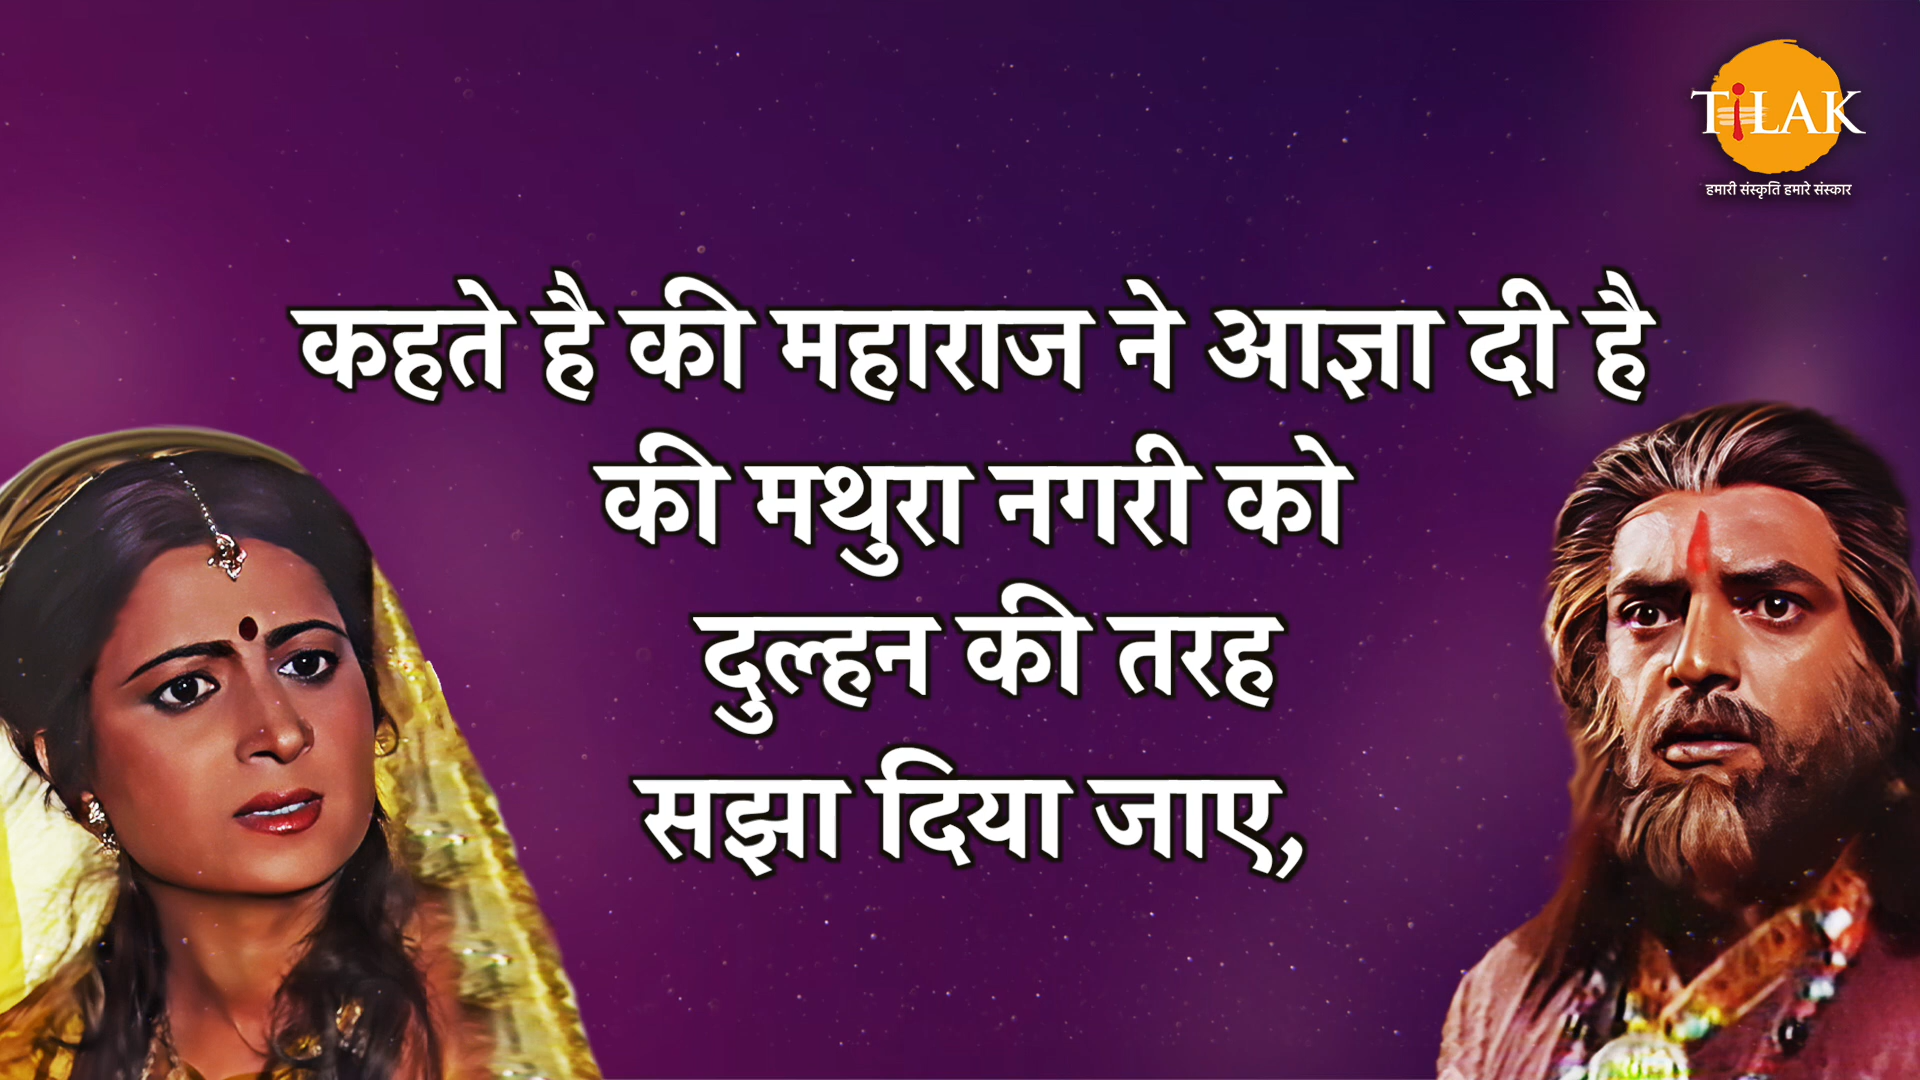 TiLAK
हमारी संस्कृति हमारे संस्कार
कहते है की महाराज ने आज्ञा दी है
की मथुरा नगरी को
दुल्हन की तरह
सझा दिया जाए,